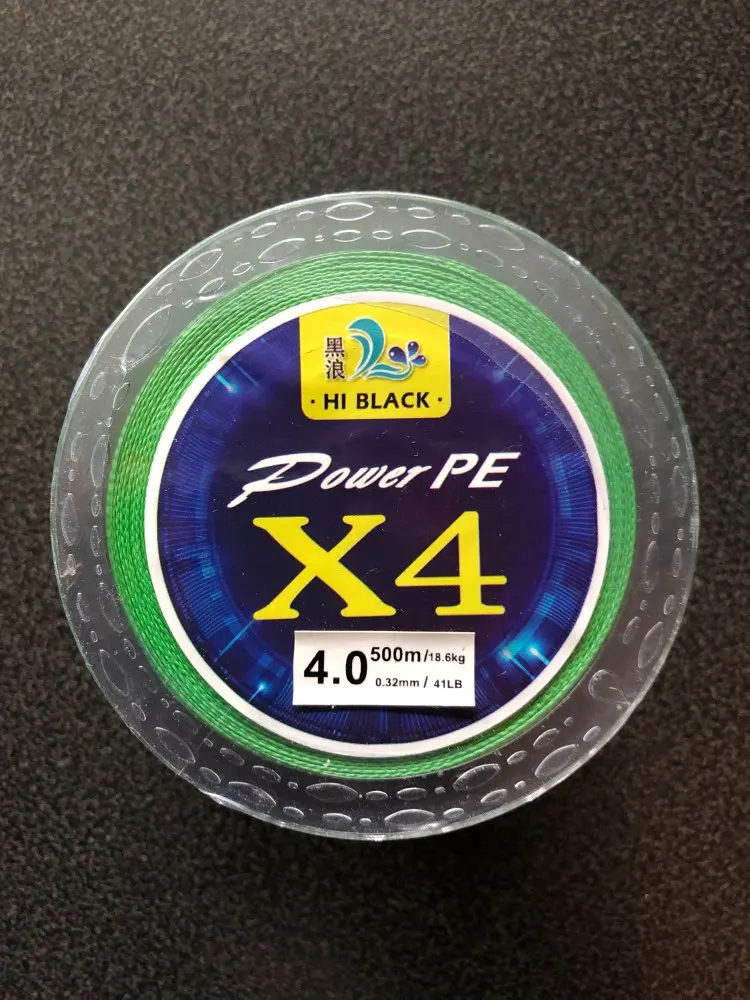 黑浪
· HI BLACK ·
Power PE
X4
4.0 500m/18.6kg
0.32mm / 41LB